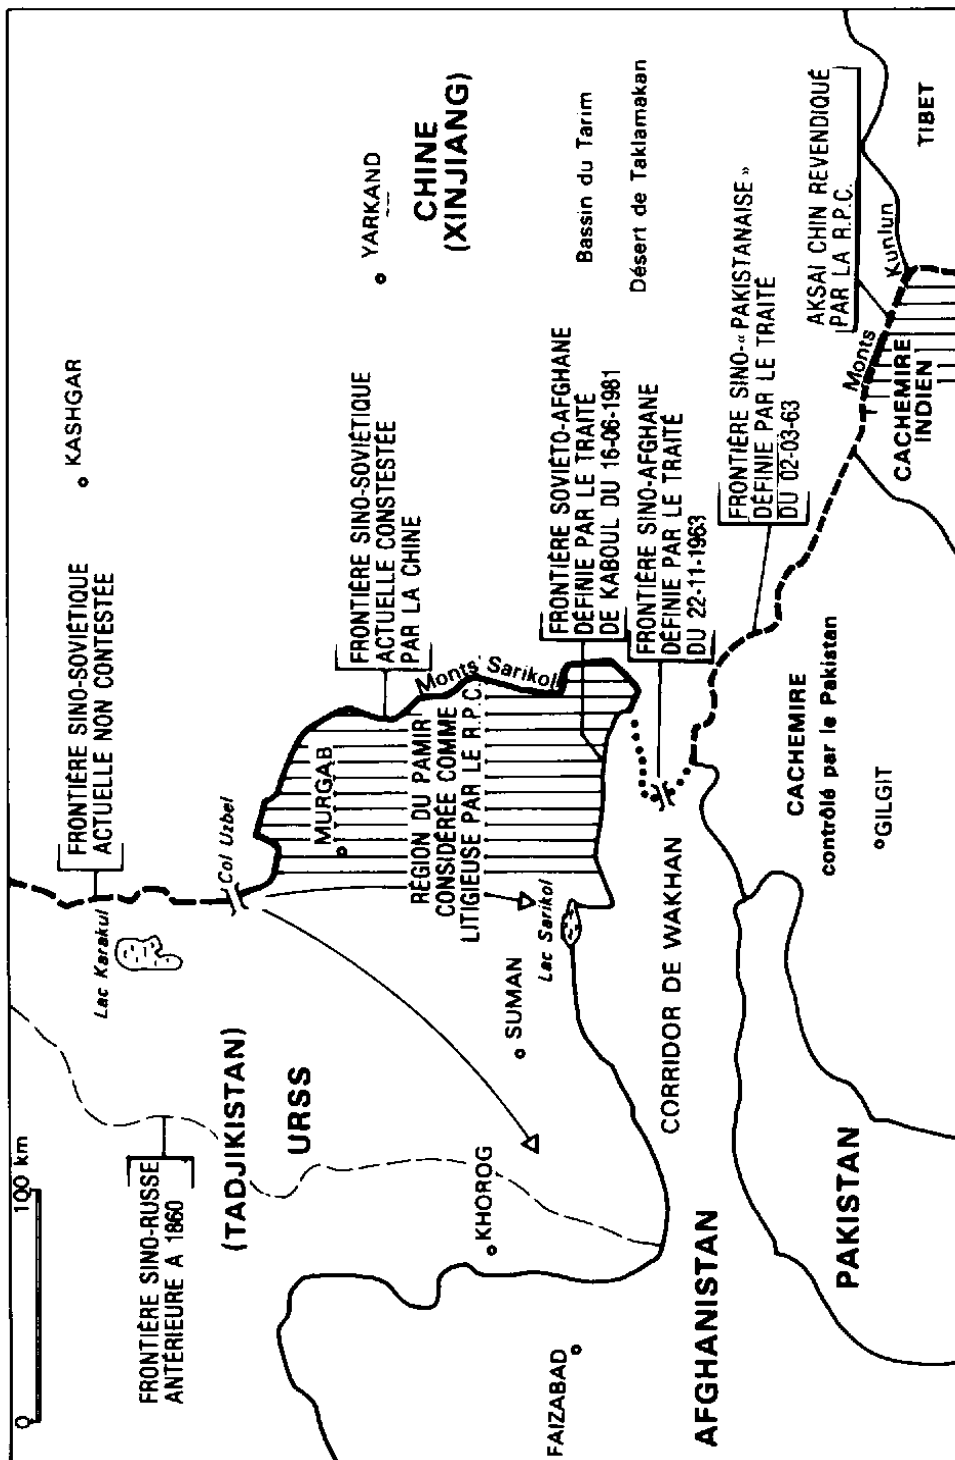 0 100 km
FRONTIÈRE SINO-RUSSE
ANTÉRIEURE A 1860
Lac Karakul
FRONTIÈRE SINO-SOVIÉTIQUE
ACTUELLE NON CONTESTÉE
KASHGAR
(TADJIKISTAN)
URSS
Col Uzbel
MURGAB
FRONTIÈRE SINO-SOVIÉTIQUE
ACTUELLE CONSTESTÉE
PAR LA CHINE
YARKAND
CHINE
(XINJIANG)
RÉGION DU PAMIR
CONSIDÉRÉE COMME
LITIGIEUSE PAR LE R.P.C.
Monts Sarikol
KHOROG
SUMAN
Lac Sarikol
FAIZABAD
FRONTIÈRE SOVIÉTO-AFGHANE
DÉFINIE PAR LE TRAITÉ
DE KABOUL DU 16-06-1981
Bassin du Tarim
Désert de Taklamakan
FRONTIÈRE SINO-AFGHANE
DÉFINIE PAR LE TRAITÉ
DU 22-11-1963
CORRIDOR DE WAKHAN
AFGHANISTAN
FRONTIÈRE SINO-« PAKISTANAISE »
DÉFINIE PAR LE TRAITÉ
DU 02-03-63
CACHEMIRE
contrôlé par le Pakistan
GILGIT
PAKISTAN
AKSAI CHIN REVENDIQUÉ
PAR LA R.P.C.
Monts Kunlun
CACHEMIRE
INDIEN
TIBET